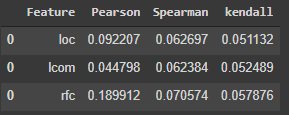 Feature Pearson Spearman kendall
0 loc 0.092207 0.062697 0.051132
0 lcom 0.044798 0.062384 0.052489
0 rfc 0.189912 0.070574 0.057876